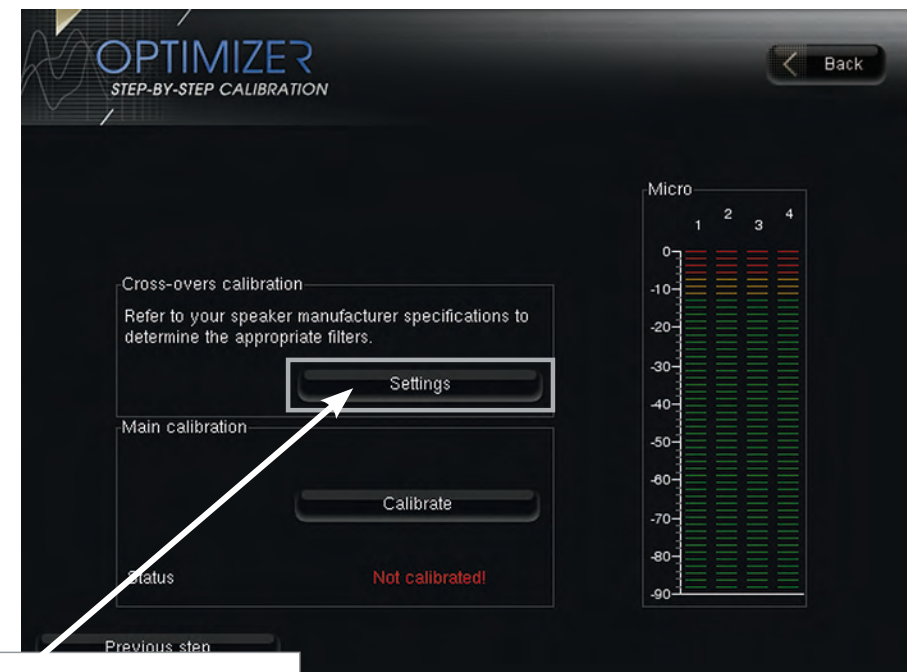 OPTIMIZER
STEP-BY-STEP CALIBRATION
Back
Cross-overs calibration
Refer to your speaker manufacturer specifications to
determine the appropriate filters.
Settings
Main calibration
Calibrate
Status Not calibrated!
Previous step
Micro
1 2 3 4
0
-10
-20
-30
-40
-50
-60
-70
-80
-90